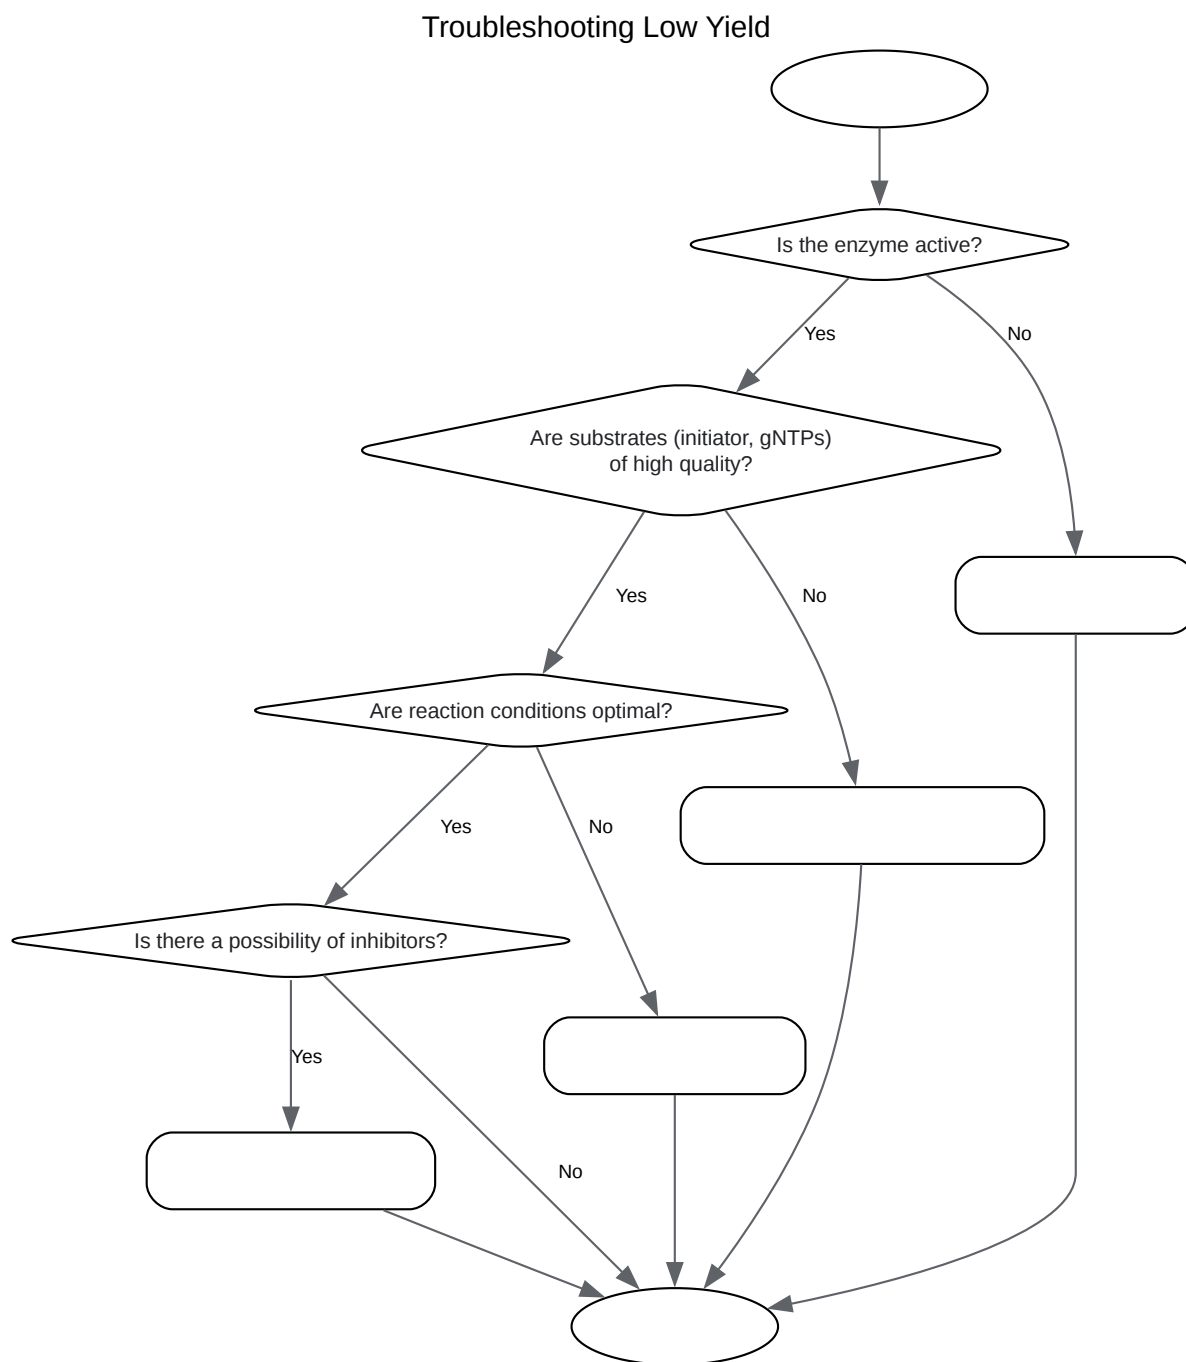 Troubleshooting Low Yield
Is the enzyme active?
Yes
No
Are substrates (initiator, gNTPs)
of high quality?
Yes
No
Are reaction conditions optimal?
Yes
No
Is there a possibility of inhibitors?
Yes
No